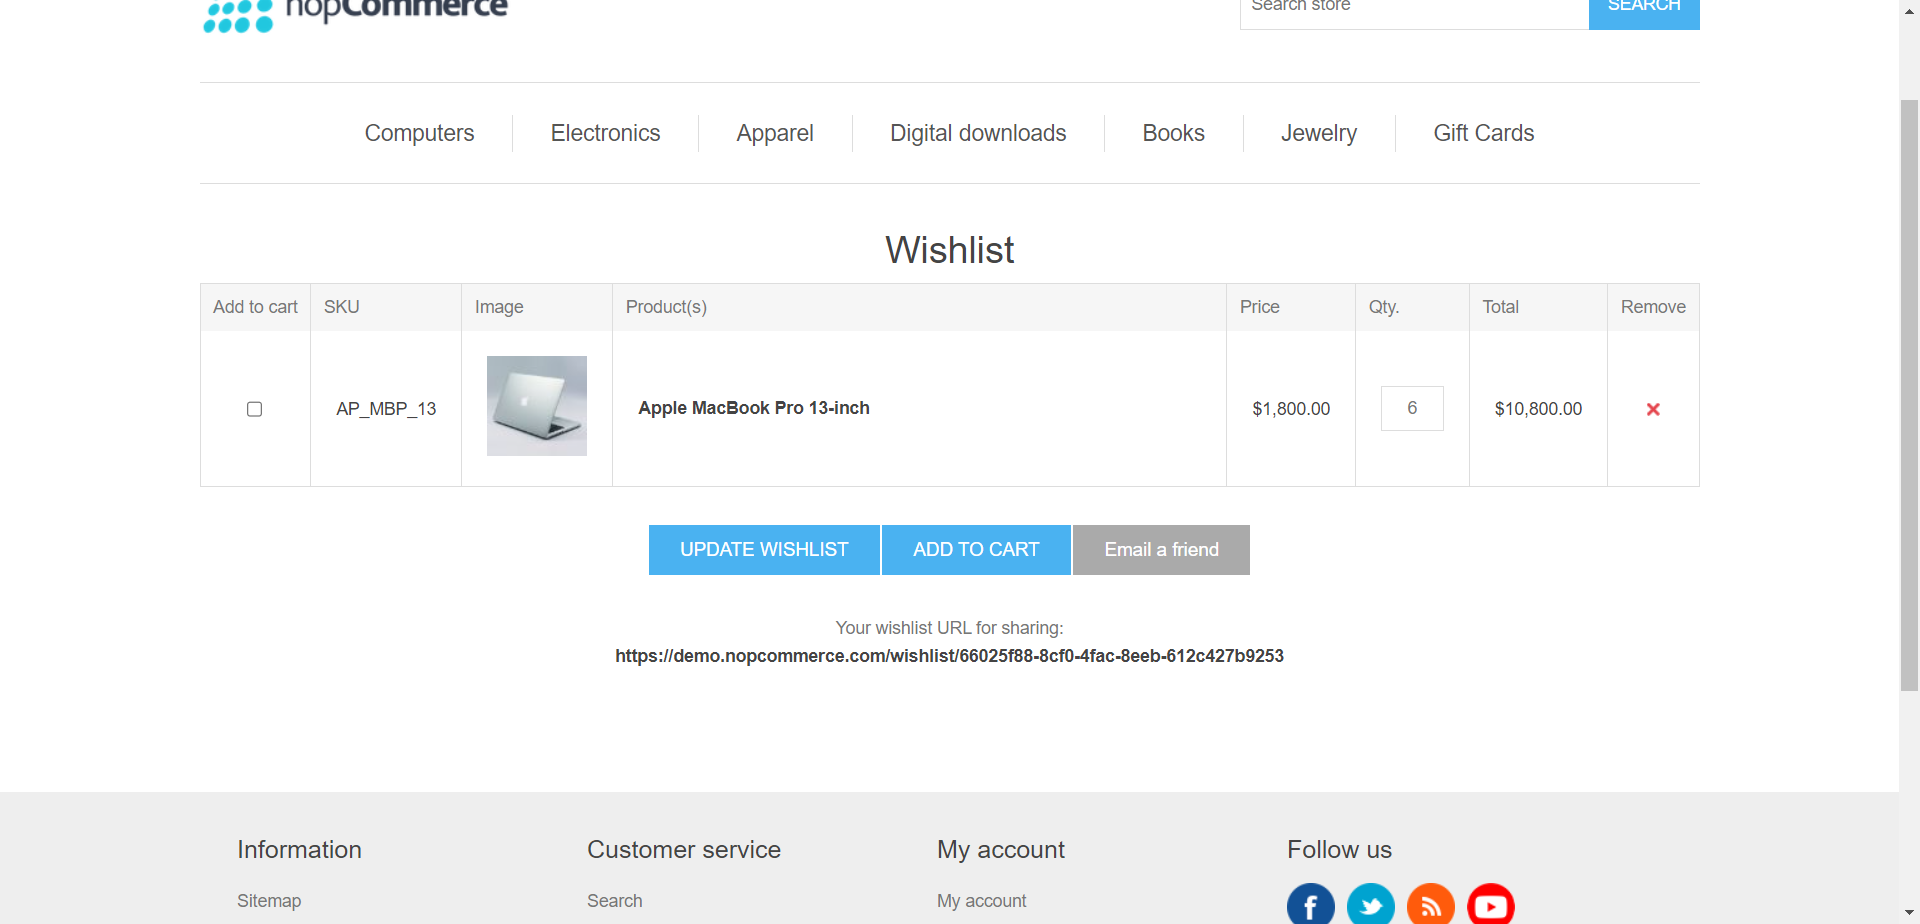 nopCommerce
Search store
SEARCH
Computers
Electronics
Apparel
Digital downloads
Books
Jewelry
Gift Cards
Wishlist
Add to cart SKU Image Product(s) Price Qty. Total Remove
AP_MBP_13 Apple MacBook Pro 13-inch $1,800.00 6 $10,800.00
UPDATE WISHLIST
ADD TO CART
Email a friend
Your wishlist URL for sharing:
https://demo.nopcommerce.com/wishlist/66025f88-8cf0-4fac-8eeb-612c427b9253
Information
Customer service
My account
Follow us
Sitemap
Search
My account